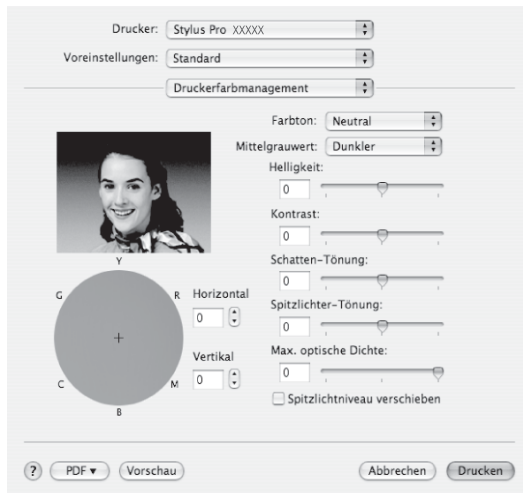 Drucker: Stylus Pro XXXXX
Voreinstellungen: Standard
Druckerfarbmanagement
Farbton: Neutral
Mittelgrauwert: Dunkler
Helligkeit:
0
Kontrast:
0
Schatten-Tönung:
0
Spitzlichter-Tönung:
0
Max. optische Dichte:
0
Spitzlichtniveau verschieben
Y
G
R
C
M
B
Horizontal
0
Vertikal
0
? PDF Vorschau Abbrechen Drucken